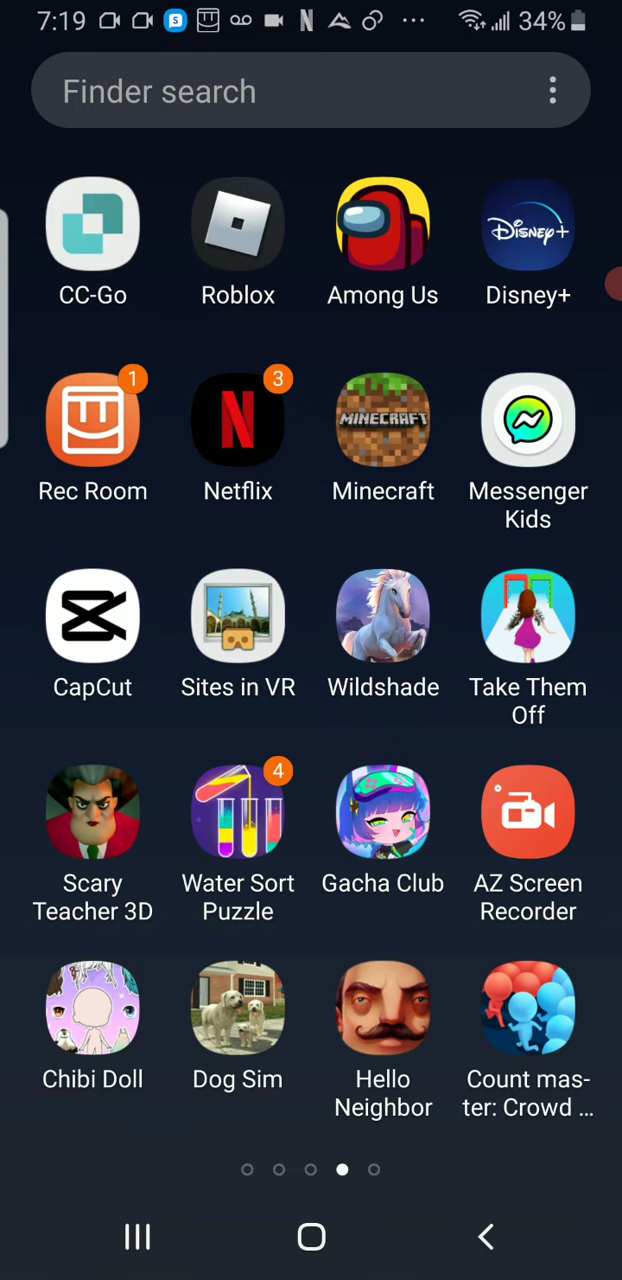 7:19
34%
Finder search
CC-Go
Roblox
Among Us
Disney+
Disney+
1
3
MINECRAFT
Rec Room
Netflix
Minecraft
Messenger
Kids
CapCut
Sites in VR
Wildshade
Take Them
Off
4
Scary
Teacher 3D
Water Sort
Puzzle
Gacha Club
AZ Screen
Recorder
Chibi Doll
Dog Sim
Hello
Neighbor
Count mas-
ter: Crowd ...